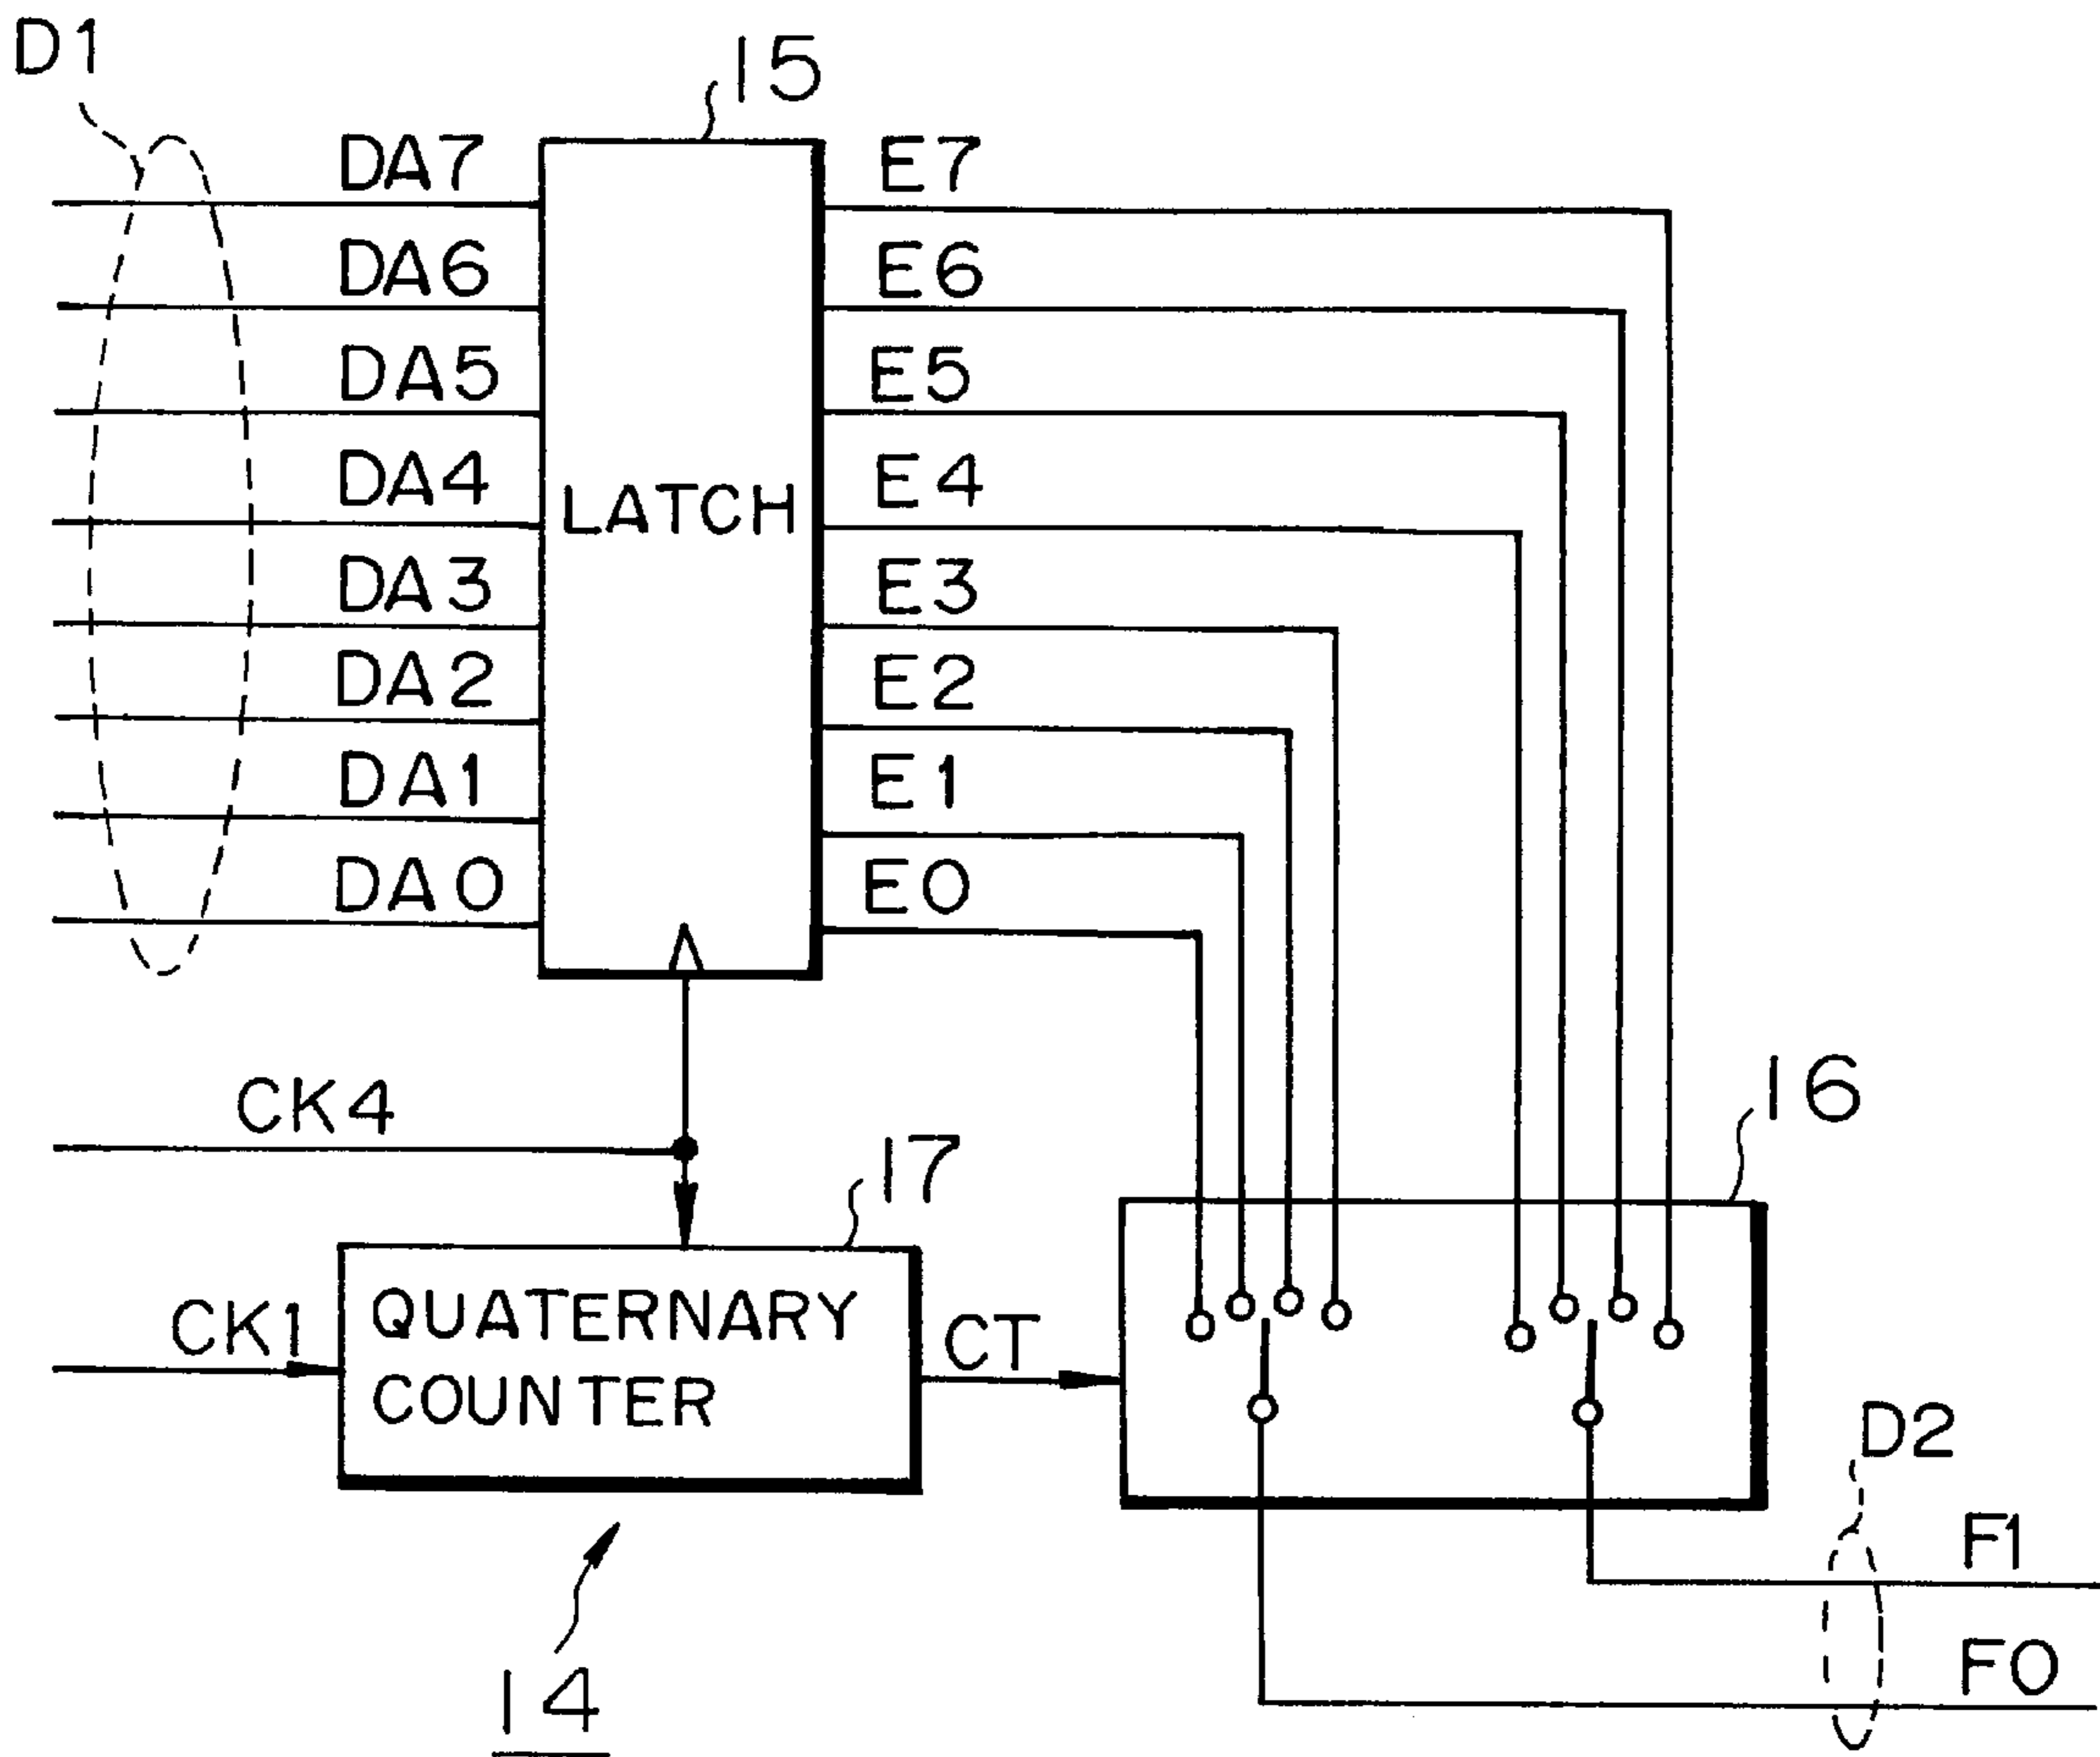 D1
15
DA7
E7
DA6
E6
DA5
E5
DA4
E4
LATCH
DA3
E3
DA2
E2
DA1
E1
DA0
E0
CK4
16
17
CK1
QUATERNARY
COUNTER
CT
D2
F1
F0
14